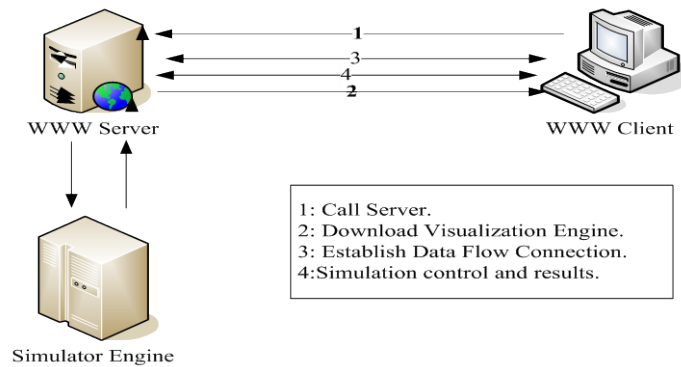 1
3
4
2
WWW Server
WWW Client
1: Call Server.
2: Download Visualization Engine.
3: Establish Data Flow Connection.
4:Simulation control and results.
Simulator Engine